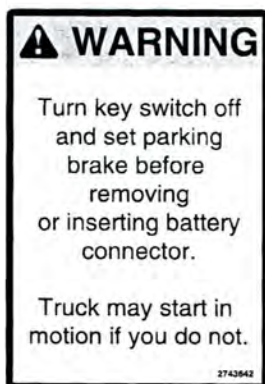 WARNING
Turn key switch off
and set parking
brake before
removing
or inserting battery
connector.
Truck may start in
motion if you do not.
2743642